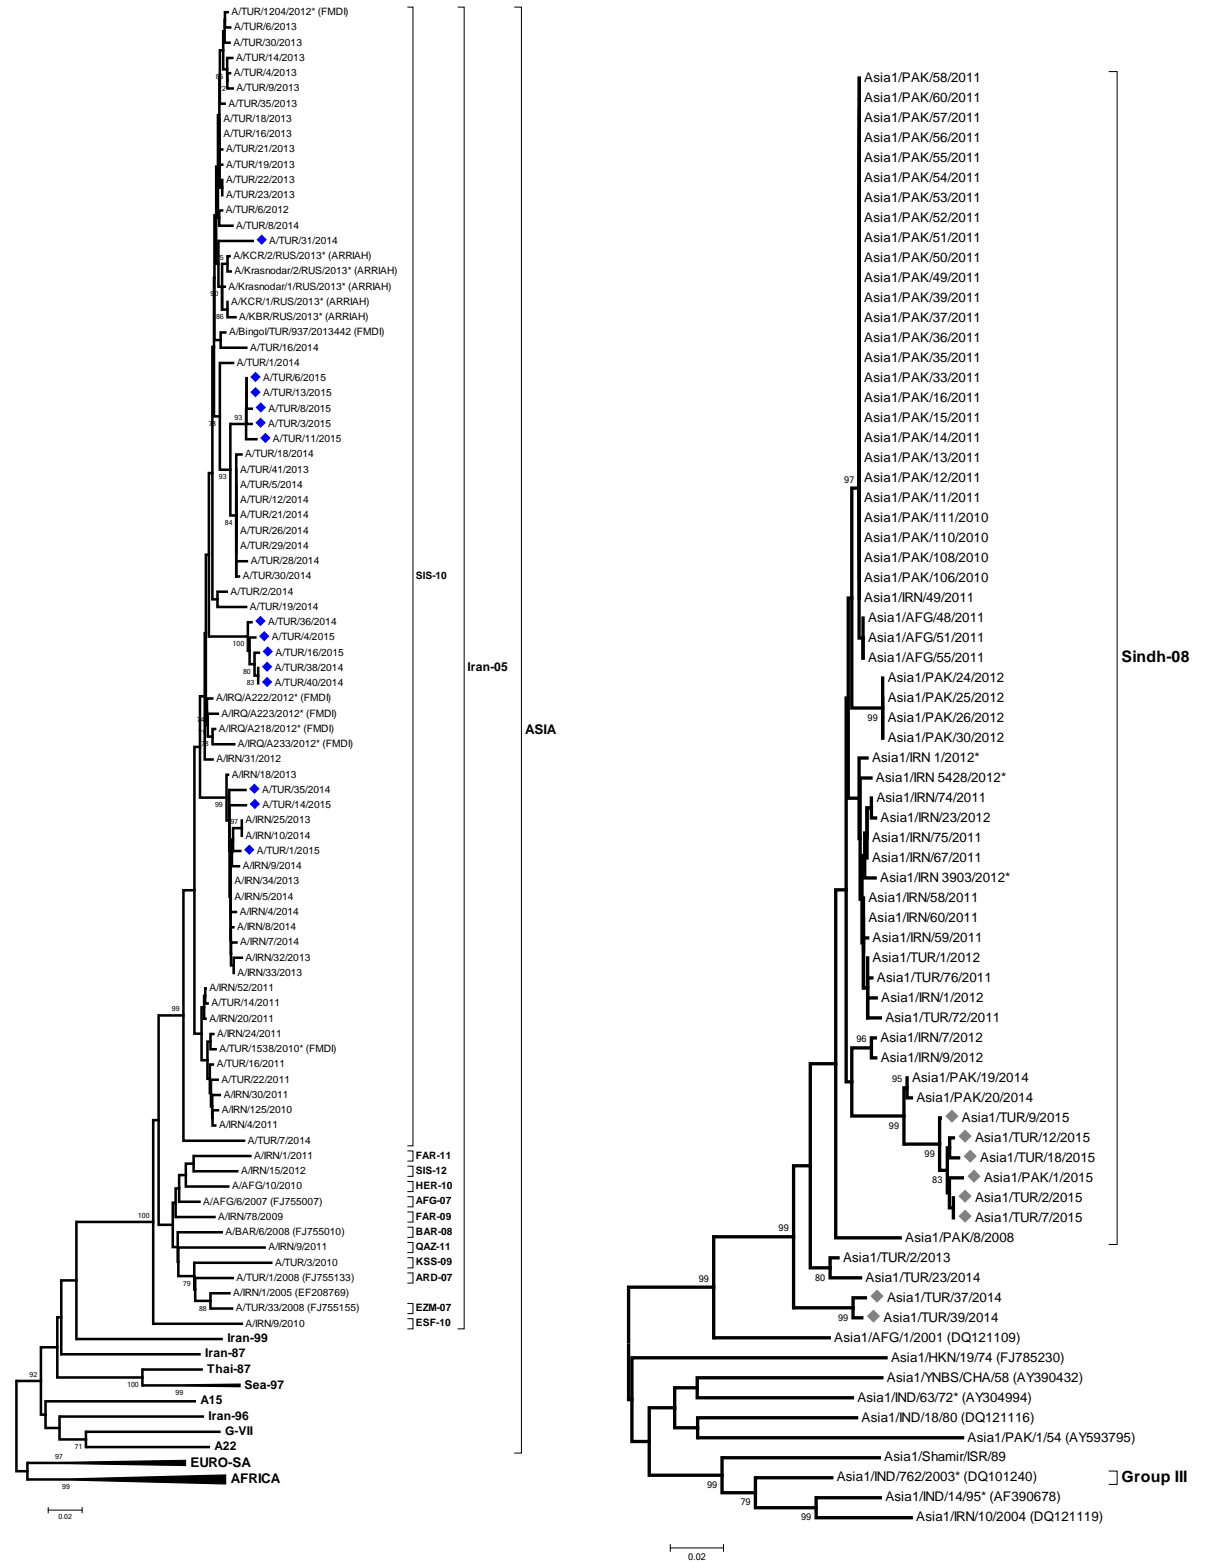 A/TUR/1204/2012* (FMDI)
A/TUR/6/2013
A/TUR/30/2013
A/TUR/14/2013
A/TUR/4/2013
A/TUR/9/2013
A/TUR/35/2013
A/TUR/18/2013
A/TUR/16/2013
A/TUR/21/2013
A/TUR/19/2013
A/TUR/22/2013
A/TUR/23/2013
A/TUR/6/2012
A/TUR/8/2014
A/TUR/31/2014
A/KCR/2/RUS/2013* (ARRIAH)
A/Krasnodar/2/RUS/2013* (ARRIAH)
A/Krasnodar/1/RUS/2013* (ARRIAH)
A/KCR/1/RUS/2013* (ARRIAH)
86
A/KBR/RUS/2013* (ARRIAH)
A/Bingol/TUR/937/2013442 (FMDI)
A/TUR/16/2014
A/TUR/1/2014
A/TUR/6/2015
A/TUR/13/2015
A/TUR/8/2015
93
A/TUR/3/2015
A/TUR/11/2015
A/TUR/18/2014
93
A/TUR/41/2013
A/TUR/5/2014
A/TUR/12/2014
84
A/TUR/21/2014
A/TUR/26/2014
A/TUR/29/2014
A/TUR/28/2014
A/TUR/30/2014
SIS-10
A/TUR/2/2014
A/TUR/19/2014
A/TUR/36/2014
100
A/TUR/4/2015
A/TUR/16/2015
80
A/TUR/38/2014
83
A/TUR/40/2014
Iran-05
A/IRQ/A222/2012* (FMDI)
A/IRQ/A223/2012* (FMDI)
A/IRQ/A218/2012* (FMDI)
A/IRQ/A233/2012* (FMDI)
ASIA
A/IRN/31/2012
A/IRN/18/2013
A/TUR/35/2014
99
A/TUR/14/2015
97
A/IRN/25/2013
A/IRN/10/2014
A/TUR/1/2015
A/IRN/9/2014
A/IRN/34/2013
A/IRN/5/2014
A/IRN/4/2014
A/IRN/8/2014
A/IRN/7/2014
A/IRN/32/2013
A/IRN/33/2013
A/IRN/52/2011
A/TUR/14/2011
99
A/IRN/20/2011
A/IRN/24/2011
A/TUR/1538/2010* (FMDI)
A/TUR/16/2011
A/TUR/22/2011
A/IRN/30/2011
A/IRN/125/2010
A/IRN/4/2011
A/TUR/7/2014
A/IRN/1/2011 FAR-11
A/IRN/15/2012 SIS-12
A/AFG/10/2010 HER-10
A/AFG/6/2007 (FJ755007) AFG-07
100
A/IRN/78/2009 FAR-09
A/BAR/6/2008 (FJ755010) BAR-08
A/IRN/9/2011 QAZ-11
A/TUR/3/2010 KSS-09
79
A/TUR/1/2008 (FJ755133) ARD-07
A/IRN/1/2005 (EF208769)
88
A/TUR/33/2008 (FJ755155) EZM-07
A/IRN/9/2010 ESF-10
Iran-99
Iran-87
92
Thai-87
100
Sea-97
99
A15
Iran-96
G-VII
71
A22
97
EURO-SA
99
AFRICA
0.02
Asia1/PAK/58/2011
Asia1/PAK/60/2011
Asia1/PAK/57/2011
Asia1/PAK/56/2011
Asia1/PAK/55/2011
Asia1/PAK/54/2011
Asia1/PAK/53/2011
Asia1/PAK/52/2011
Asia1/PAK/51/2011
Asia1/PAK/50/2011
Asia1/PAK/49/2011
Asia1/PAK/39/2011
Asia1/PAK/37/2011
Asia1/PAK/36/2011
Asia1/PAK/35/2011
Asia1/PAK/33/2011
Asia1/PAK/16/2011
Asia1/PAK/15/2011
Asia1/PAK/14/2011
Asia1/PAK/13/2011
97
Asia1/PAK/12/2011
Asia1/PAK/11/2011
Asia1/PAK/111/2010
Asia1/PAK/110/2010
Asia1/PAK/108/2010
Asia1/PAK/106/2010
Asia1/IRN/49/2011
Asia1/AFG/48/2011
Asia1/AFG/51/2011
Asia1/AFG/55/2011
Sindh-08
Asia1/PAK/24/2012
Asia1/PAK/25/2012
99
Asia1/PAK/26/2012
Asia1/PAK/30/2012
Asia1/IRN 1/2012*
Asia1/IRN 5428/2012*
Asia1/IRN/74/2011
Asia1/IRN/23/2012
Asia1/IRN/75/2011
Asia1/IRN/67/2011
Asia1/IRN 3903/2012*
Asia1/IRN/58/2011
Asia1/IRN/60/2011
Asia1/IRN/59/2011
Asia1/TUR/1/2012
Asia1/TUR/76/2011
Asia1/IRN/1/2012
Asia1/TUR/72/2011
96
Asia1/IRN/7/2012
Asia1/IRN/9/2012
95
Asia1/PAK/19/2014
Asia1/PAK/20/2014
99
Asia1/TUR/9/2015
Asia1/TUR/12/2015
99
Asia1/TUR/18/2015
83
Asia1/PAK/1/2015
Asia1/TUR/2/2015
Asia1/TUR/7/2015
99
Asia1/PAK/8/2008
Asia1/TUR/2/2013
80
Asia1/TUR/23/2014
99
Asia1/TUR/37/2014
99
Asia1/TUR/39/2014
Asia1/AFG/1/2001 (DQ121109)
Asia1/HKN/19/74 (FJ785230)
Asia1/YNBS/CHA/58 (AY390432)
Asia1/IND/63/72* (AY304994)
Asia1/IND/18/80 (DQ121116)
Asia1/PAK/1/54 (AY593795)
Asia1/Shamir/ISR/89
99
Asia1/IND/762/2003* (DQ101240) Group III
79
Asia1/IND/14/95* (AF390678)
99
Asia1/IRN/10/2004 (DQ121119)
0.02